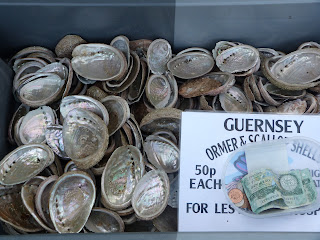 GUERNSEY
ORMER & SCALLOP SHELLS
50p
EACH
FOR LES